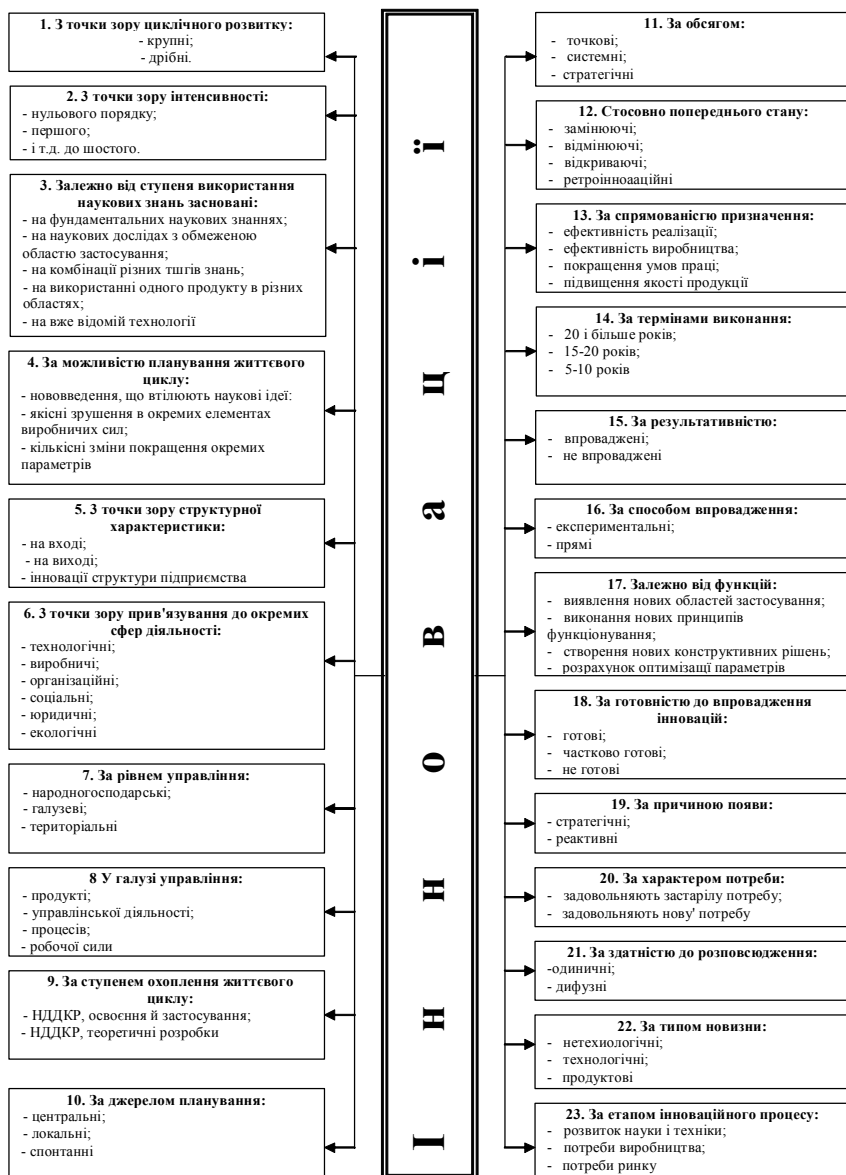 1. З точки зору циклічного розвитку:
- крупні;
- дрібні.
2. З точки зору інтенсивності:
- нульового порядку;
- першого;
- і т.д. до шостого.
3. Залежно від ступеня використання
наукових знань засновані:
- на фундаментальних наукових знаннях;
- на наукових дослідах з обмеженою
областю застосування;
- на комбінації різних тшгів знань;
- на використанні одного продукту в різних
областях;
- на вже відомій технології
4. За можливістю планування життєвого
циклу:
- нововведення, що втілюють наукові ідеї:
- якісні зрушення в окремих елементах
виробничих сил;
- кількісні зміни покращення окремих
параметрів
5. З точки зору структурної
характеристики:
- на вході;
- на виході;
- інновації структури підприємства
6. З точки зору прив'язування до окремих
сфер діяльності:
- технологічні;
- виробничі;
- організаційні;
- соціальні;
- юридичні;
- екологічні
7. За рівнем управління:
- народногосподарські;
- галузеві;
- територіальні
8 У галузі управління:
- продукті;
- управлінської діяльності;
- процесів;
- робочої сили
9. За ступенем охоплення життєвого
циклу:
- НДДКР, освоєння й застосування;
- НДДКР, теоретичні розробки
10. За джерелом планування:
- центральні;
- локальні;
- спонтанні
Інновації
11. За обсягом:
- точкові;
- системні;
- стратегічні
12. Стосовно попереднього стану:
- замінюючі;
- відмінюючі;
- відкриваючі;
- ретроінноааційні
13. За спрямованістю призначення:
- ефективність реалізації;
- ефективність виробництва;
- покращення умов праці;
- підвищення якості продукції
14. За термінами виконання:
- 20 і більше років;
- 15-20 років;
- 5-10 років
15. За результативністю:
- впроваджені;
- не впроваджені
16. За способом впровадження:
- експериментальні;
- прямі
17. Залежно від функцій:
- виявлення нових областей застосування;
- виконання нових принципів
функціонування;
- створення нових конструктивних рішень;
- розрахунок оптимізащї параметрів
18. За готовністю до впровадження
інновацій:
- готові;
- частково готові;
- не готові
19. За причиною появи:
- стратегічні;
- реактивні
20. За характером потреби:
- задовольняють застарілу потребу;
- задовольняють нову' потребу
21. За здатністю до розповсюдження:
-одиничні;
- дифузні
22. За типом новизни:
- нетехиологічні;
- технологічні;
- продуктові
23. За етапом інноваційного процесу:
- розвиток науки і техніки;
- потреби виробництва;
- потреби ринку